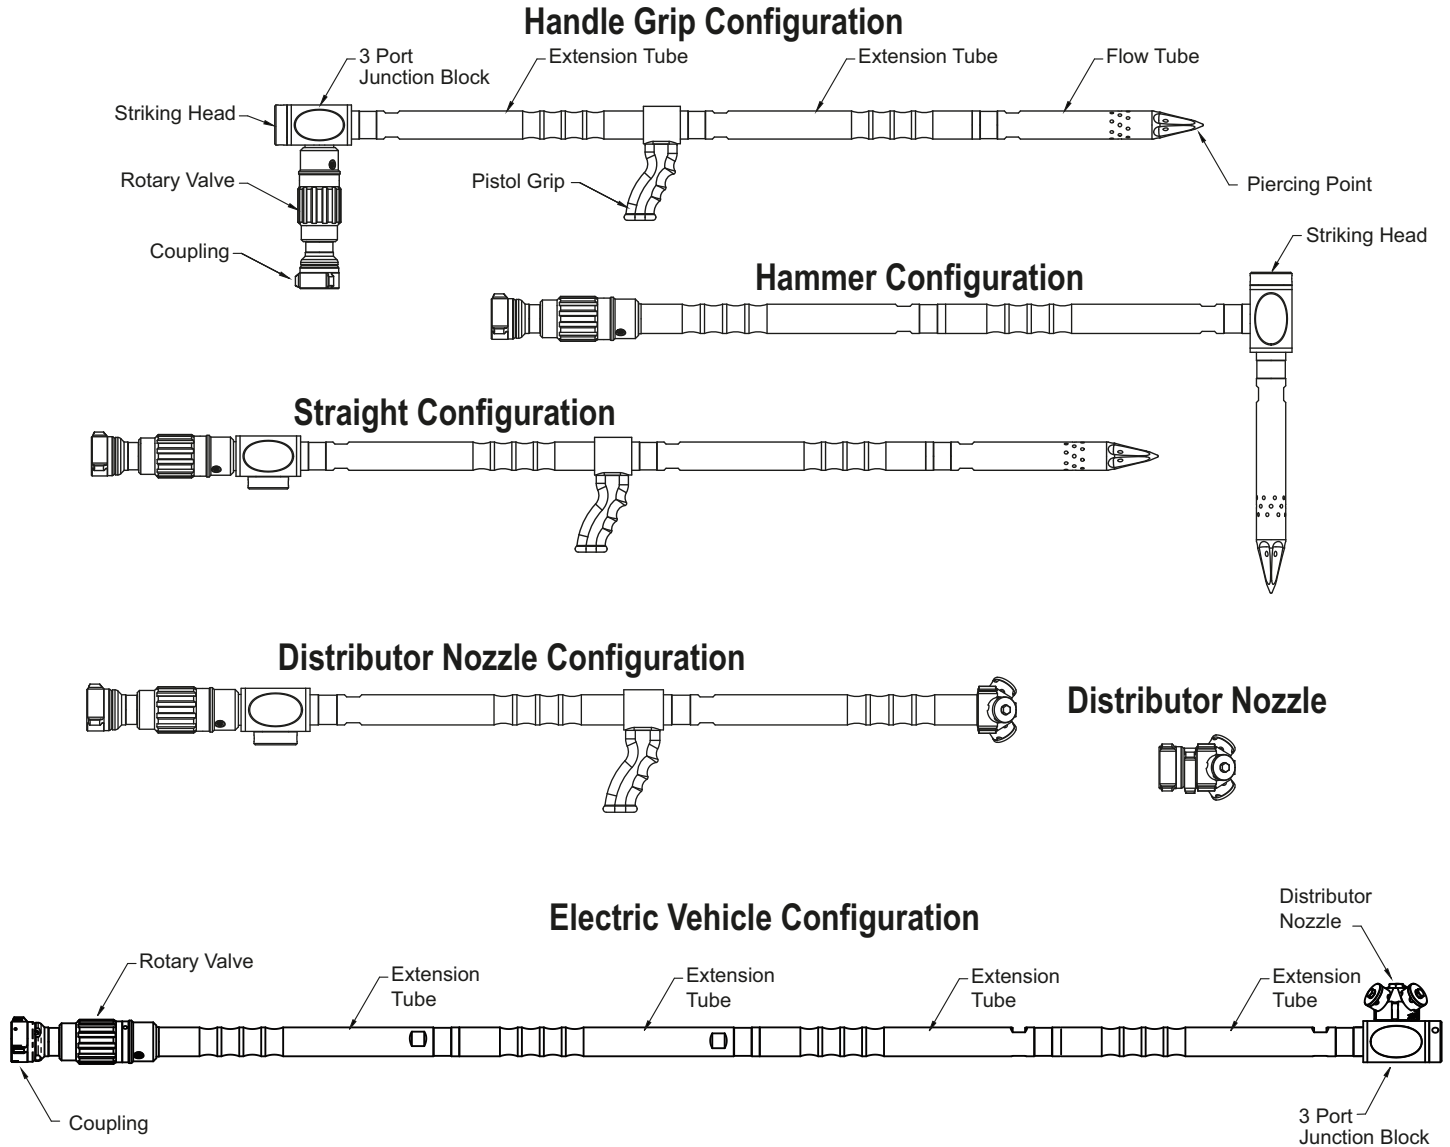 Handle Grip Configuration
3 Port
Junction Block
Extension Tube
Extension Tube
Flow Tube
Striking Head
Rotary Valve
Pistol Grip
Piercing Point
Coupling
Striking Head
Hammer Configuration
Straight Configuration
Distributor Nozzle Configuration
Distributor Nozzle
Electric Vehicle Configuration
Distributor
Nozzle
Rotary Valve
Extension
Tube
Extension
Tube
Extension
Tube
Extension
Tube
Coupling
3 Port
Junction Block